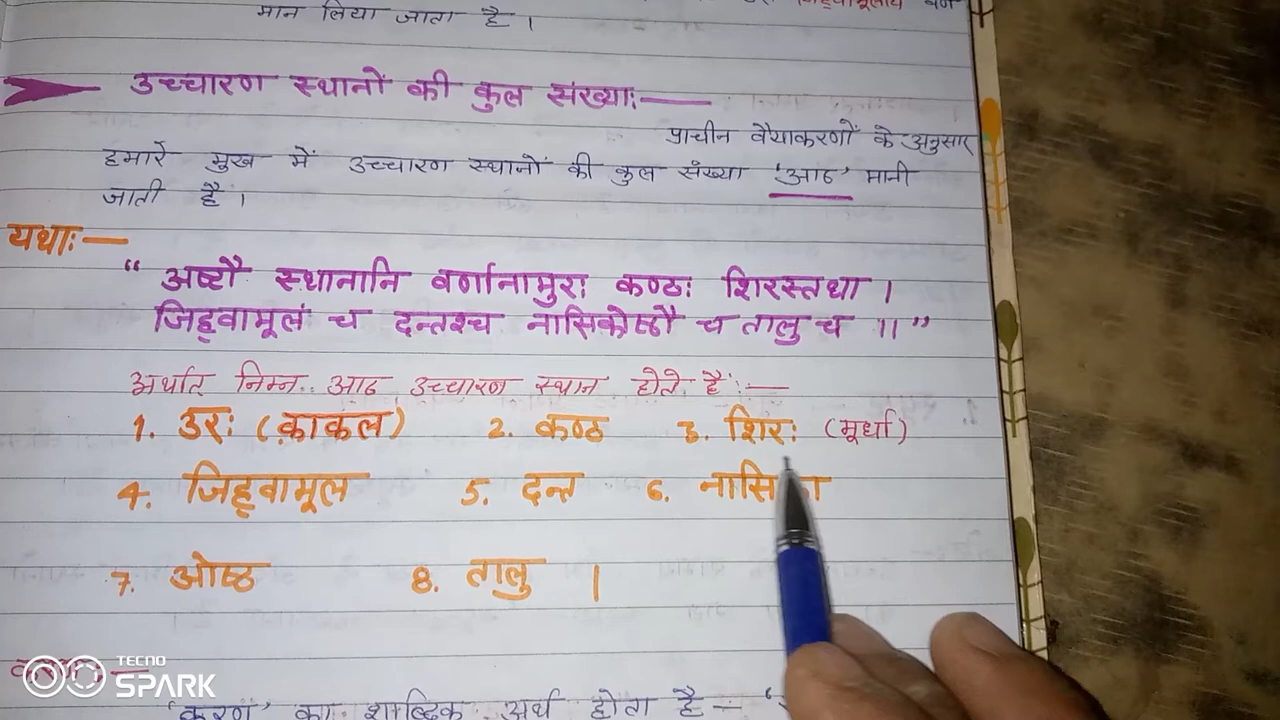 मान लिया जाता है ।
उच्चारण स्थानों की कुल संख्याः—
प्राचीन वैयाकरणों के अनुसार
हमारे मुख में उच्चारण स्थानों की कुल संख्या 'आठ' मानी
जाती है ।
यथाः—
“ अष्टौ स्थानानि वर्णानामुरः कण्ठः शिरस्तथा ।
जिह्वामूलं च दन्तश्च नासिकोष्ठौ च तालु च ॥”
अर्थात् निम्न आठ उच्चारण स्थान होते हैं :—
1. उरः (काकल) 2. कण्ठ 3. शिरः (मूर्धा)
4. जिह्वामूल 5. दन्त 6. नासिका
7. ओष्ठ 8. तालु ।
TECNO
SPARK
'करण' का शाब्दिक अर्थ होता है—